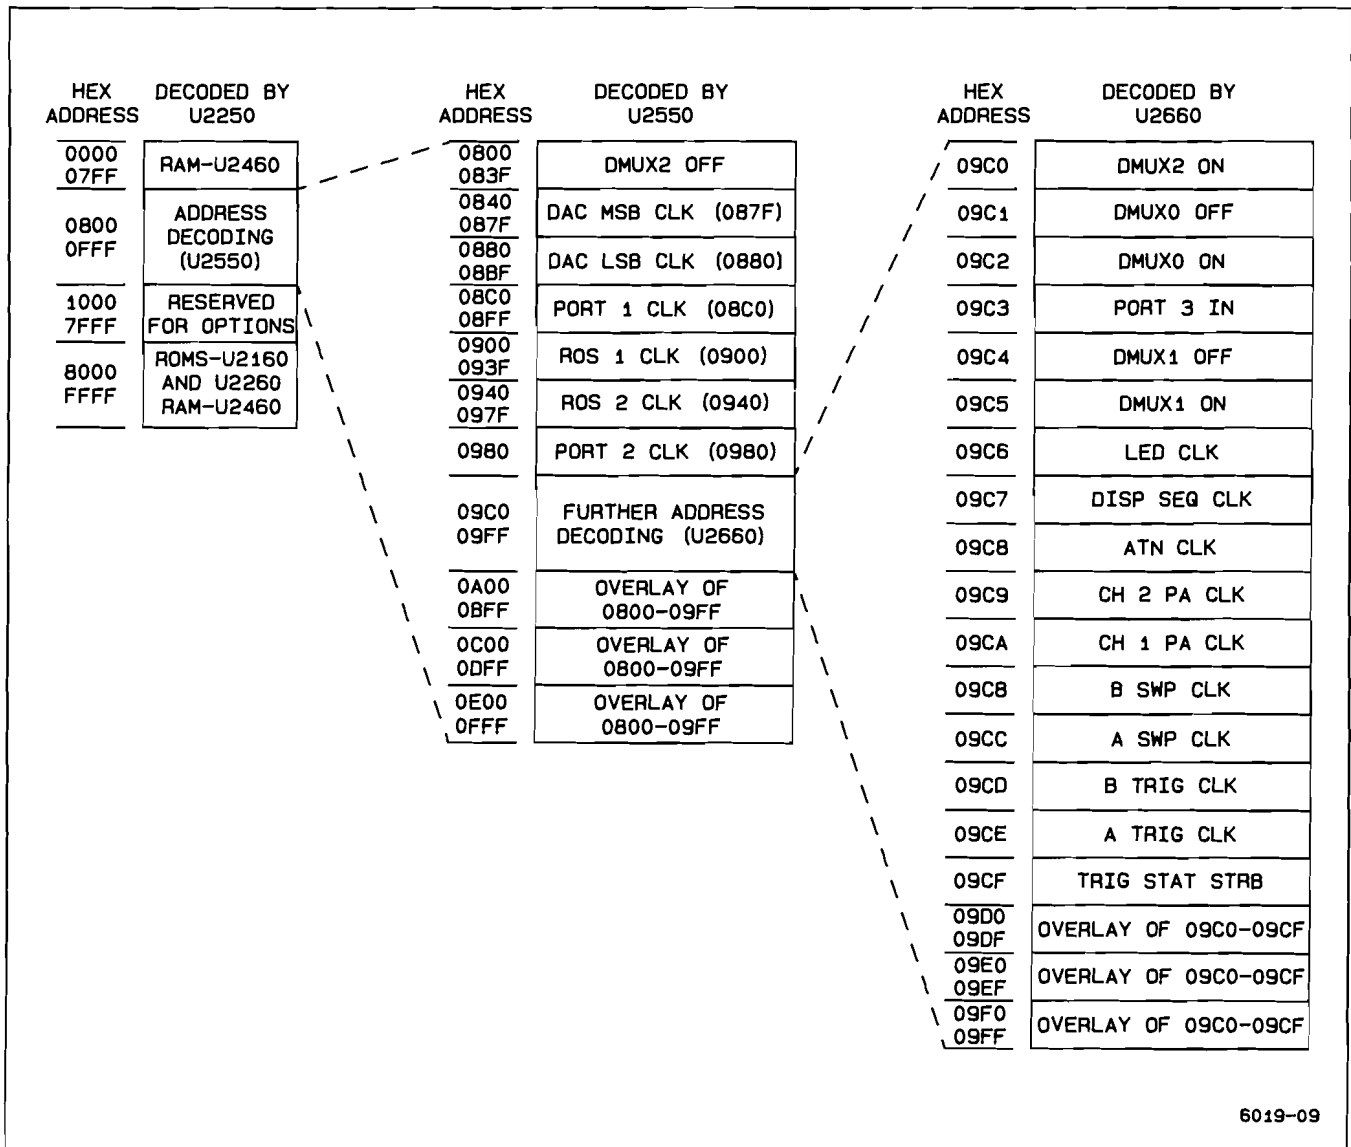 HEX ADDRESS
DECODED BY U2250
0000 07FF
RAM-U2460
0800 0FFF
ADDRESS DECODING (U2550)
1000 7FFF
RESERVED FOR OPTIONS
8000 FFFF
ROMS-U2160 AND U2260 RAM-U2460
HEX ADDRESS
DECODED BY U2550
0800 083F
DMUX2 OFF
0840 087F
DAC MSB CLK (087F)
0880 08BF
DAC LSB CLK (0880)
08C0 08FF
PORT 1 CLK (08C0)
0900 093F
ROS 1 CLK (0900)
0940 097F
ROS 2 CLK (0940)
0980
PORT 2 CLK (0980)
09C0 09FF
FURTHER ADDRESS DECODING (U2660)
0A00 0BFF
OVERLAY OF 0800-09FF
0C00 0DFF
OVERLAY OF 0800-09FF
0E00 0FFF
OVERLAY OF 0800-09FF
HEX ADDRESS
DECODED BY U2660
09C0
DMUX2 ON
09C1
DMUX0 OFF
09C2
DMUX0 ON
09C3
PORT 3 IN
09C4
DMUX1 OFF
09C5
DMUX1 ON
09C6
LED CLK
09C7
DISP SEQ CLK
09C8
ATN CLK
09C9
CH 2 PA CLK
09CA
CH 1 PA CLK
09C8
B SWP CLK
09CC
A SWP CLK
09CD
B TRIG CLK
09CE
A TRIG CLK
09CF
TRIG STAT STRB
09D0 09DF
OVERLAY OF 09C0-09CF
09E0 09EF
OVERLAY OF 09C0-09CF
09F0 09FF
OVERLAY OF 09C0-09CF
6019-09